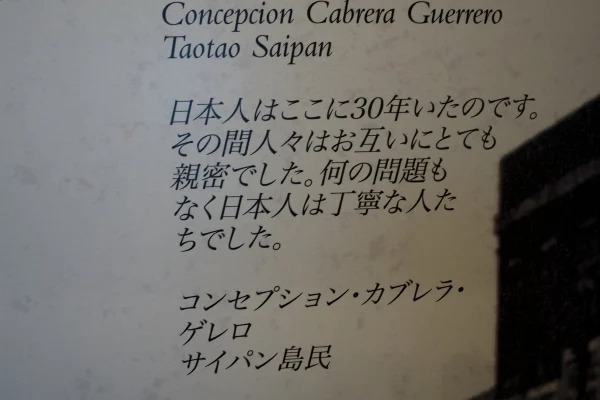 Concepcion Cabrera Guerrero
Taotao Saipan
日本人はここに30年いたのです。
その間人々はお互いにとても
親密でした。何の問題も
なく日本人は丁寧な人た
ちでした。
コンセプション・カブレラ・
ゲレロ
サイパン島民